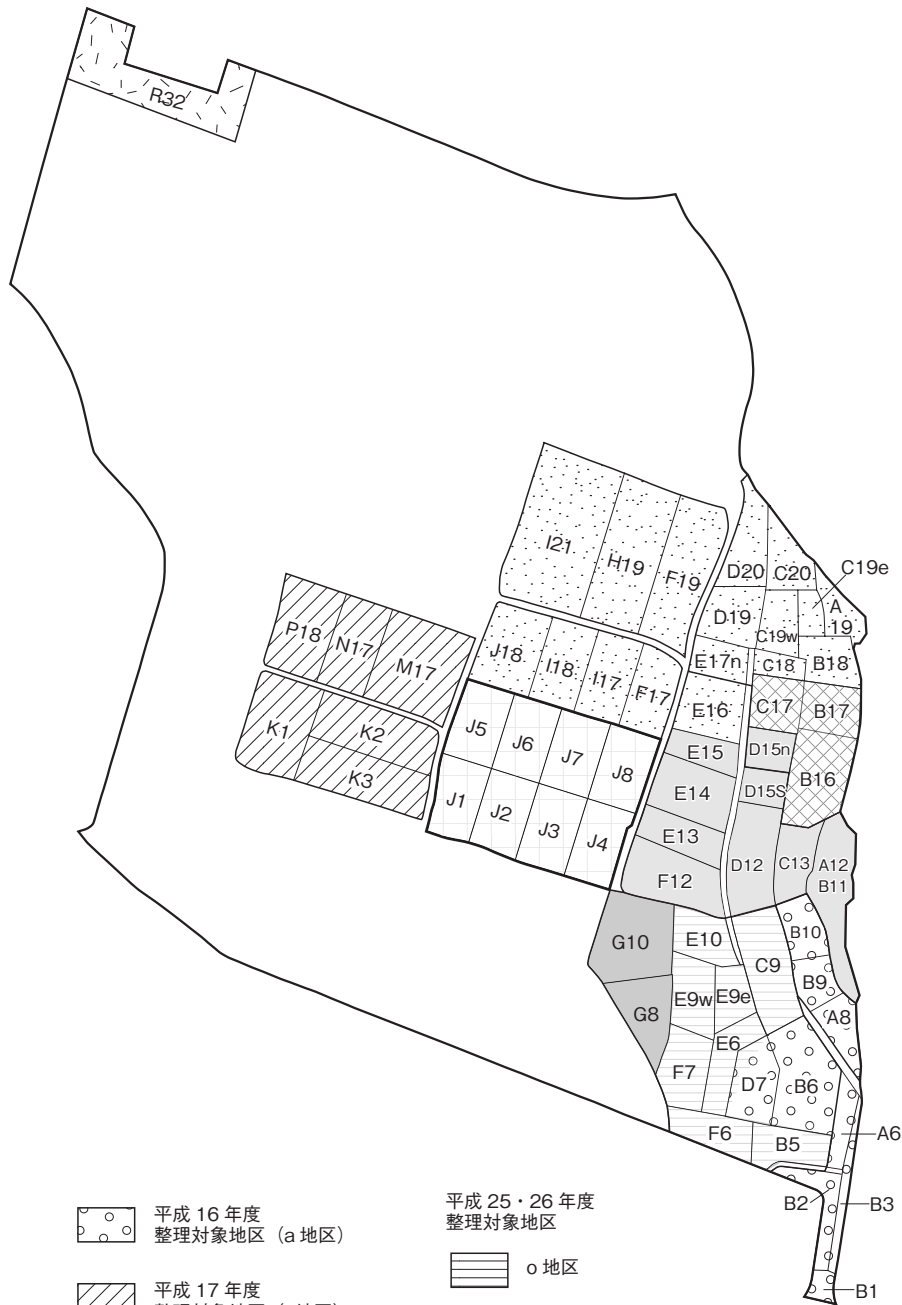 R32
I21
H19
F19
D20
C20
C19e
A
19
D19
C19w
P18
N17
M17
J18
I18
I17
F17
E17n
C18
B18
E16
C17
B17
K1
K2
K3
J5
J6
J7
J8
E15
D15n
B16
E14
D15S
J1
J2
J3
J4
E13
F12
D12
C13
A12
B11
G10
E10
C9
B10
B9
G8
E9w
E9e
A8
E6
F7
D7
B6
F6
B5
A6
B2
B3
B1
平成 16 年度
整理対象地区（a 地区）
平成 17 年度
平成 25・26 年度
整理対象地区
o 地区